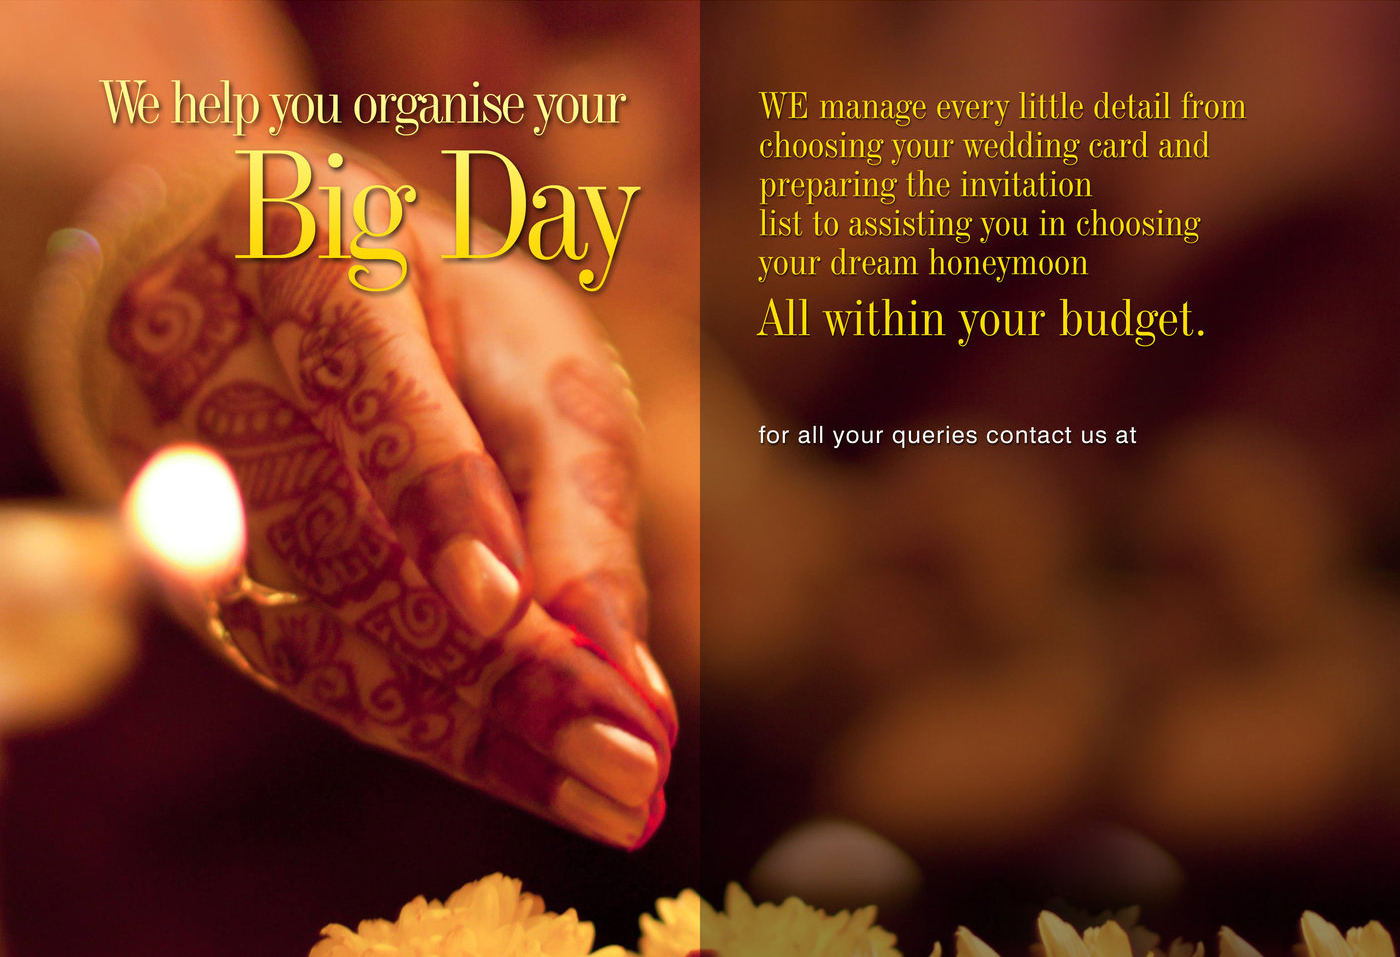 We help you organise your
Big Day
WE manage every little detail from
choosing your wedding card and
preparing the invitation
list to assisting you in choosing
your dream honeymoon
All within your budget.
for all your queries contact us at